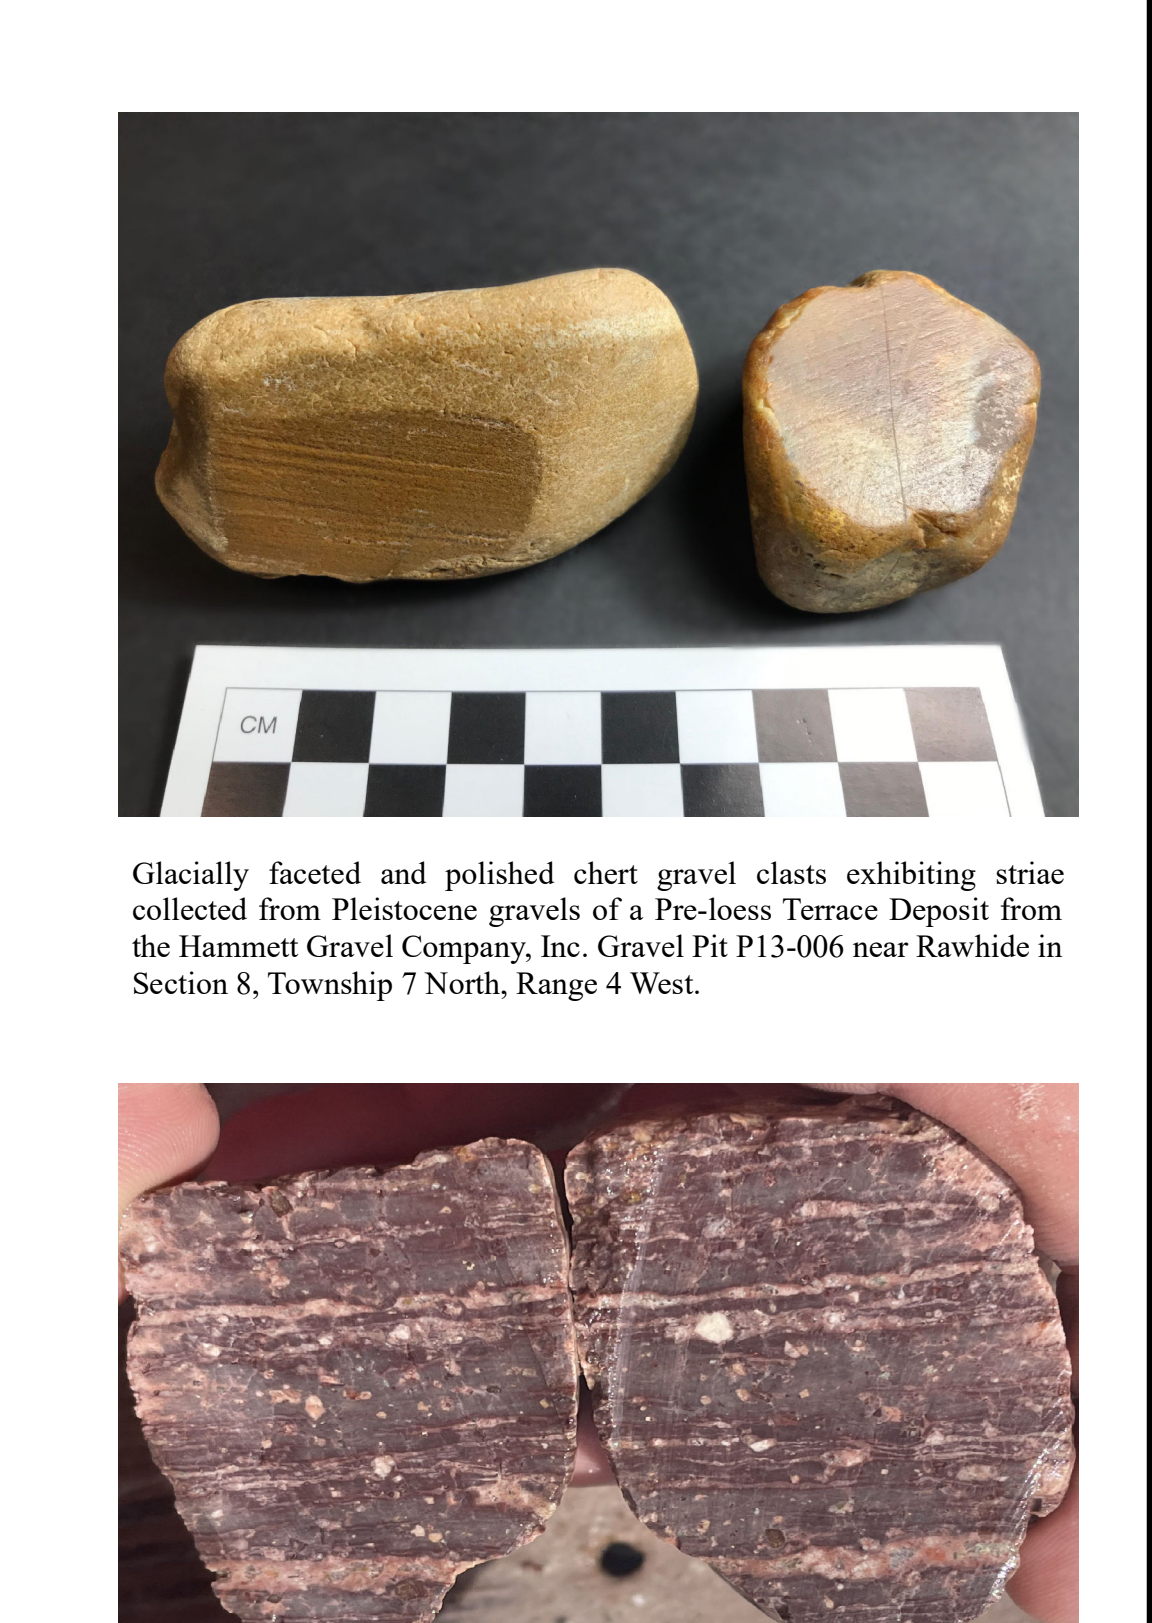 CM
Glacially faceted and polished chert gravel clasts exhibiting striae
collected from Pleistocene gravels of a Pre-loess Terrace Deposit from
the Hammett Gravel Company, Inc. Gravel Pit P13-006 near Rawhide in
Section 8, Township 7 North, Range 4 West.